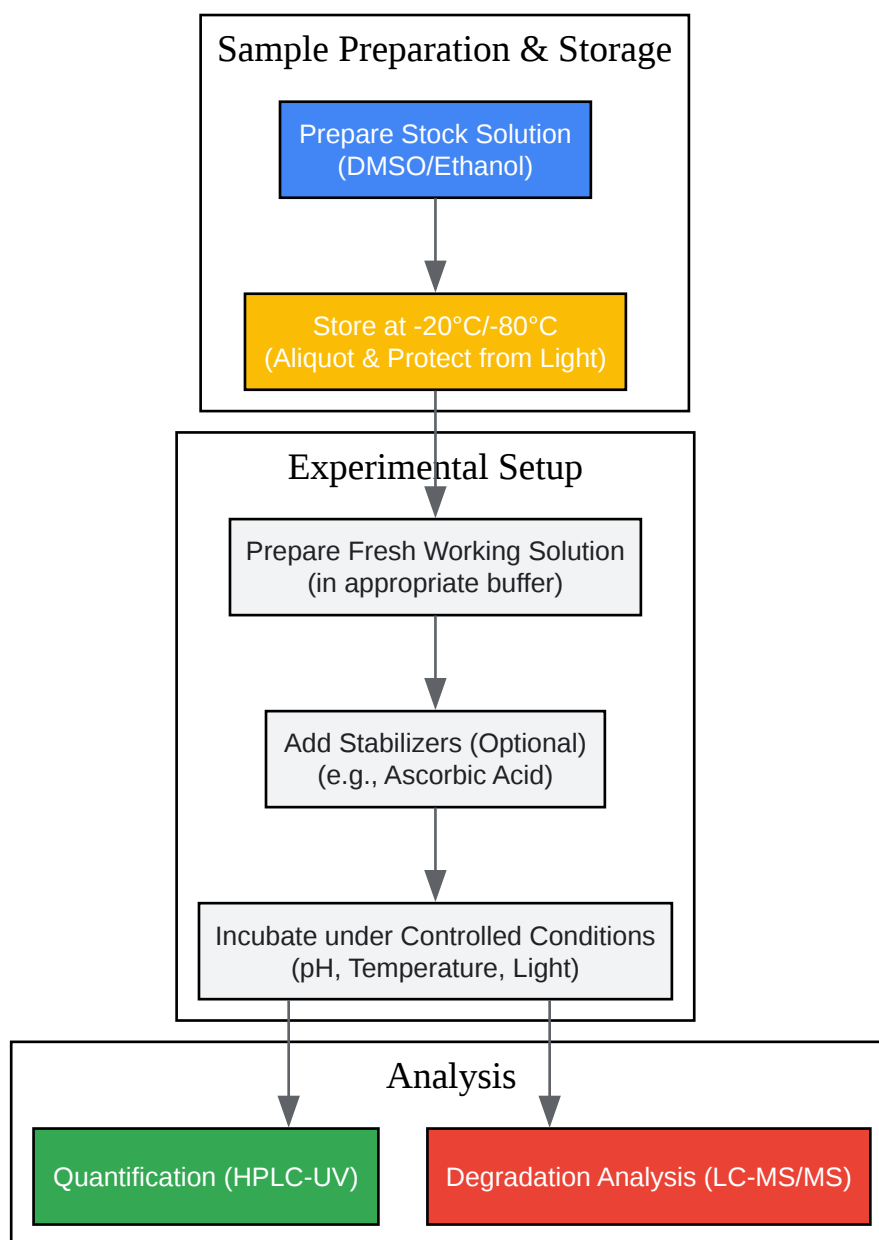 Sample Preparation & Storage
Prepare Stock Solution
(DMSO/Ethanol)
Store at -20°C/-80°C
(Aliquot & Protect from Light)
Experimental Setup
Prepare Fresh Working Solution
(in appropriate buffer)
Add Stabilizers (Optional)
(e.g., Ascorbic Acid)
Incubate under Controlled Conditions
(pH, Temperature, Light)
Analysis
Quantification (HPLC-UV)
Degradation Analysis (LC-MS/MS)